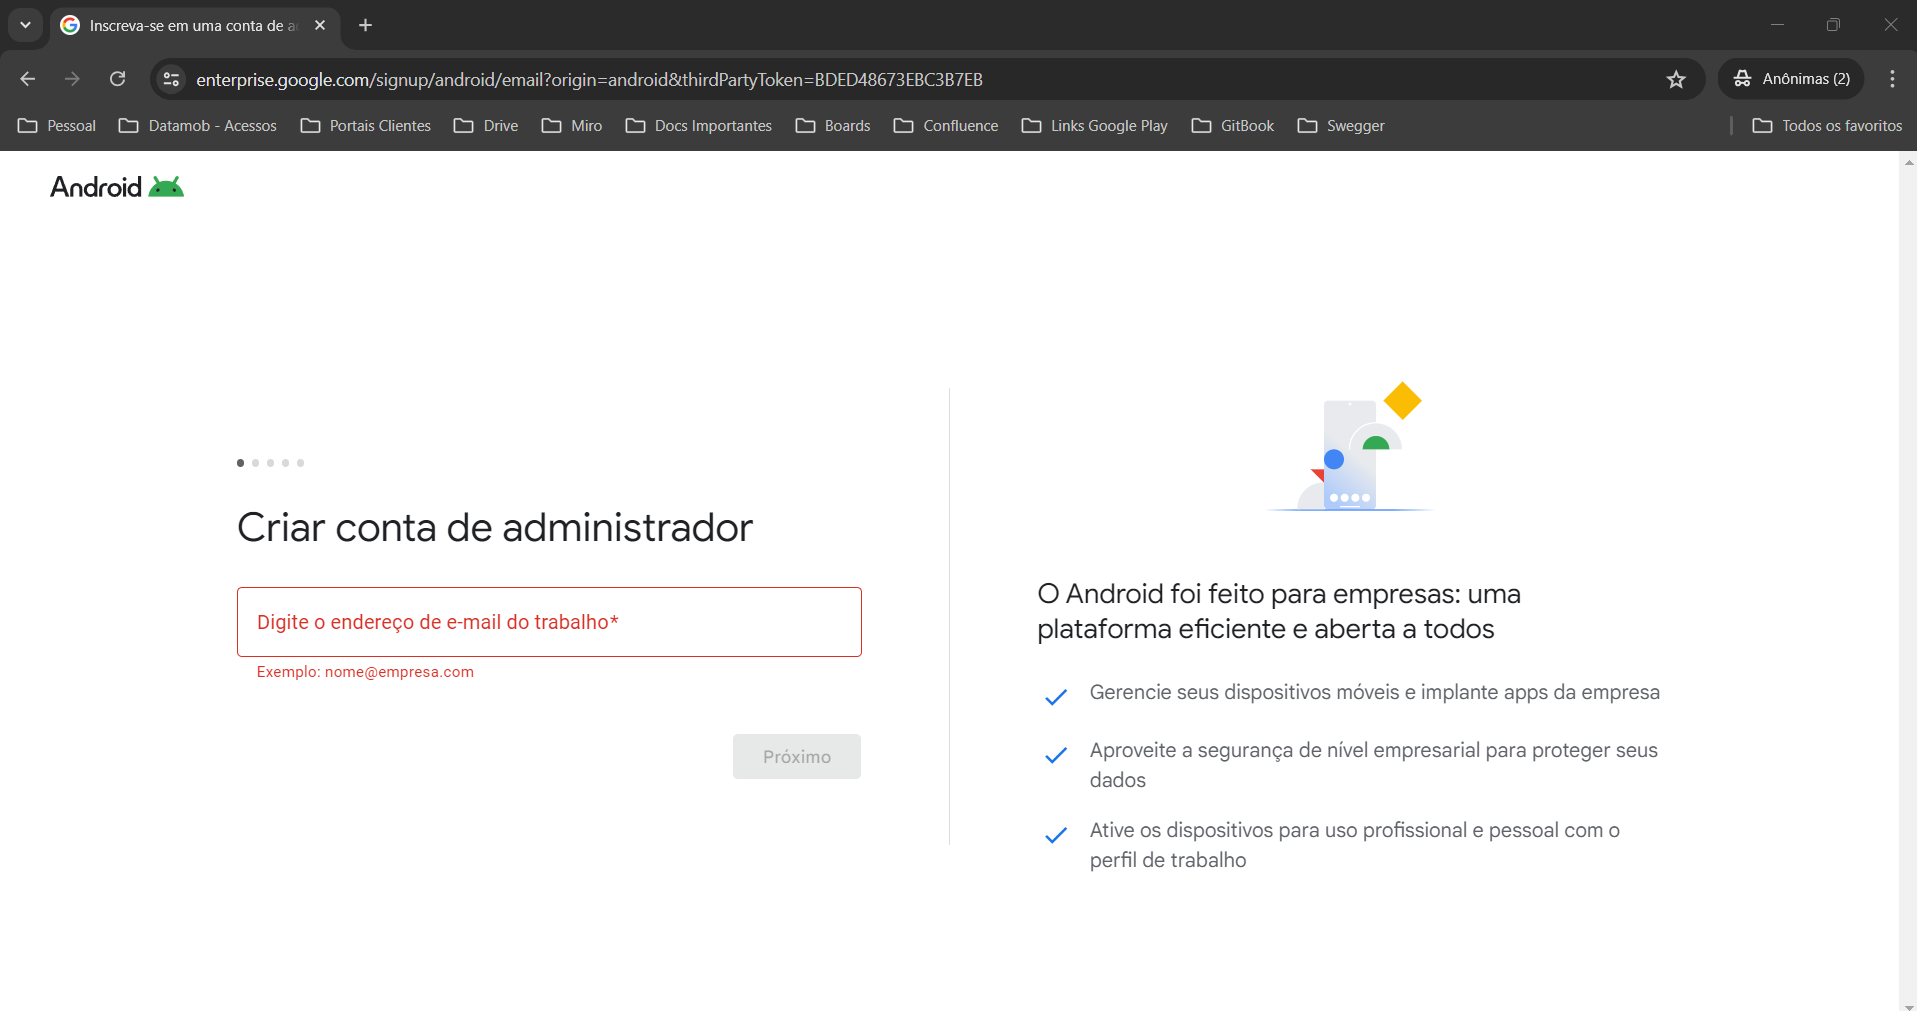 Inscreva-se em uma conta de a
enterprise.google.com/signup/android/email?origin=android&thirdPartyToken=BDED48673EBC3B7EB
Anônimas (2)
Pessoal
Datamob - Acessos
Portais Clientes
Drive
Miro
Docs Importantes
Boards
Confluence
Links Google Play
GitBook
Swegger
Todos os favoritos
Android
Criar conta de administrador
Digite o endereço de e-mail do trabalho*
Exemplo: nome@empresa.com
Próximo
O Android foi feito para empresas: uma
plataforma eficiente e aberta a todos
Gerencie seus dispositivos móveis e implante apps da empresa
Aproveite a segurança de nível empresarial para proteger seus
dados
Ative os dispositivos para uso profissional e pessoal com o
perfil de trabalho